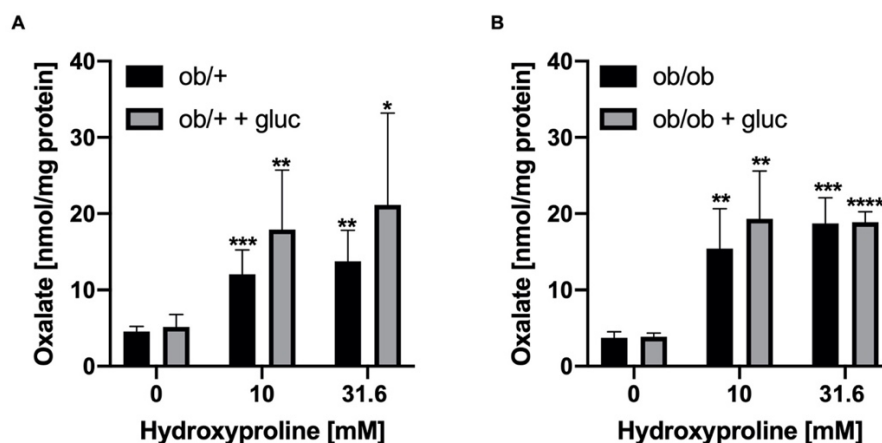 A
Oxalate [nmol/mg protein]
40
30
20
10
0
ob/+
ob/+ + gluc
***
**
**
*
0
10
31.6
Hydroxyproline [mM]
B
Oxalate [nmol/mg protein]
40
30
20
10
0
ob/ob
ob/ob + gluc
**
**
***
****
0
10
31.6
Hydroxyproline [mM]